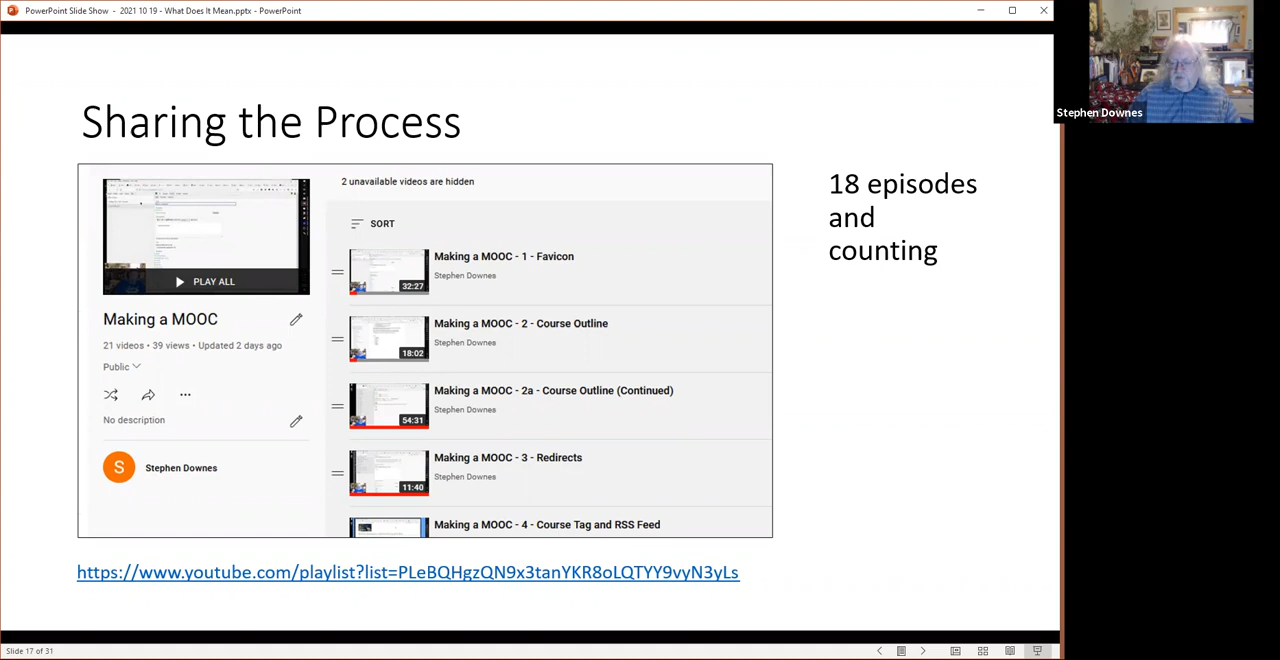 PowerPoint Slide Show - 2021 10 19 - What Does It Mean.pptx - PowerPoint
Stephen Downes
Sharing the Process
2 unavailable videos are hidden
SORT
PLAY ALL
Making a MOOC
21 videos • 39 views • Updated 2 days ago
Public
No description
S
Stephen Downes
Making a MOOC - 1 - Favicon
Stephen Downes
32:27
Making a MOOC - 2 - Course Outline
Stephen Downes
18:02
Making a MOOC - 2a - Course Outline (Continued)
Stephen Downes
54:31
Making a MOOC - 3 - Redirects
Stephen Downes
11:40
Making a MOOC - 4 - Course Tag and RSS Feed
18 episodes
and
counting
https://www.youtube.com/playlist?list=PLeBQHgzQN9x3tanYKR8oLQTYY9vyN3yLs
Slide 17 of 31